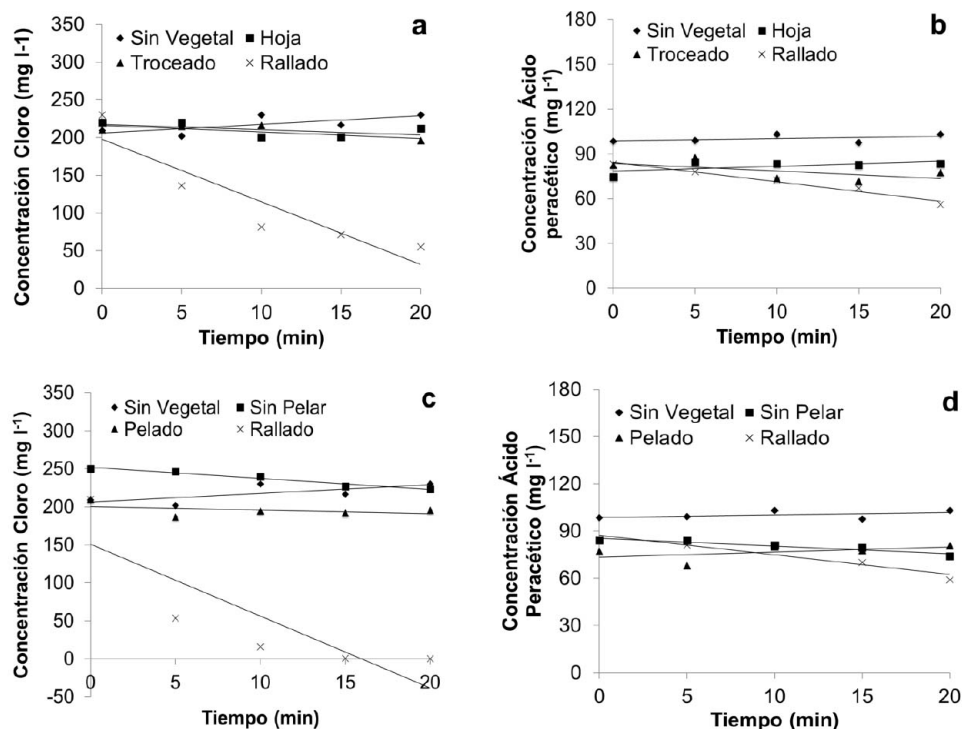 a
Concentración Cloro (mg l-1)
350
300
250
200
150
100
50
0
Sin Vegetal
Hoja
Troceado
Rallado
0 5 10 15 20
Tiempo (min)
b
Concentración Ácido
peracético (mg l-1)
180
150
120
90
60
30
0
Sin Vegetal
Hoja
Troceado
Rallado
0 5 10 15 20
Tiempo (min)
c
Concentración Cloro (mg l-1)
350
300
250
200
150
100
50
0
-50
Sin Vegetal
Sin Pelar
Pelado
Rallado
0 5 10 15 20
Tiempo (min)
d
Concentración Ácido
Peracético (mg l-1)
180
150
120
90
60
30
0
Sin Vegetal
Sin Pelar
Pelado
Rallado
0 5 10 15 20
Tiempo (min)